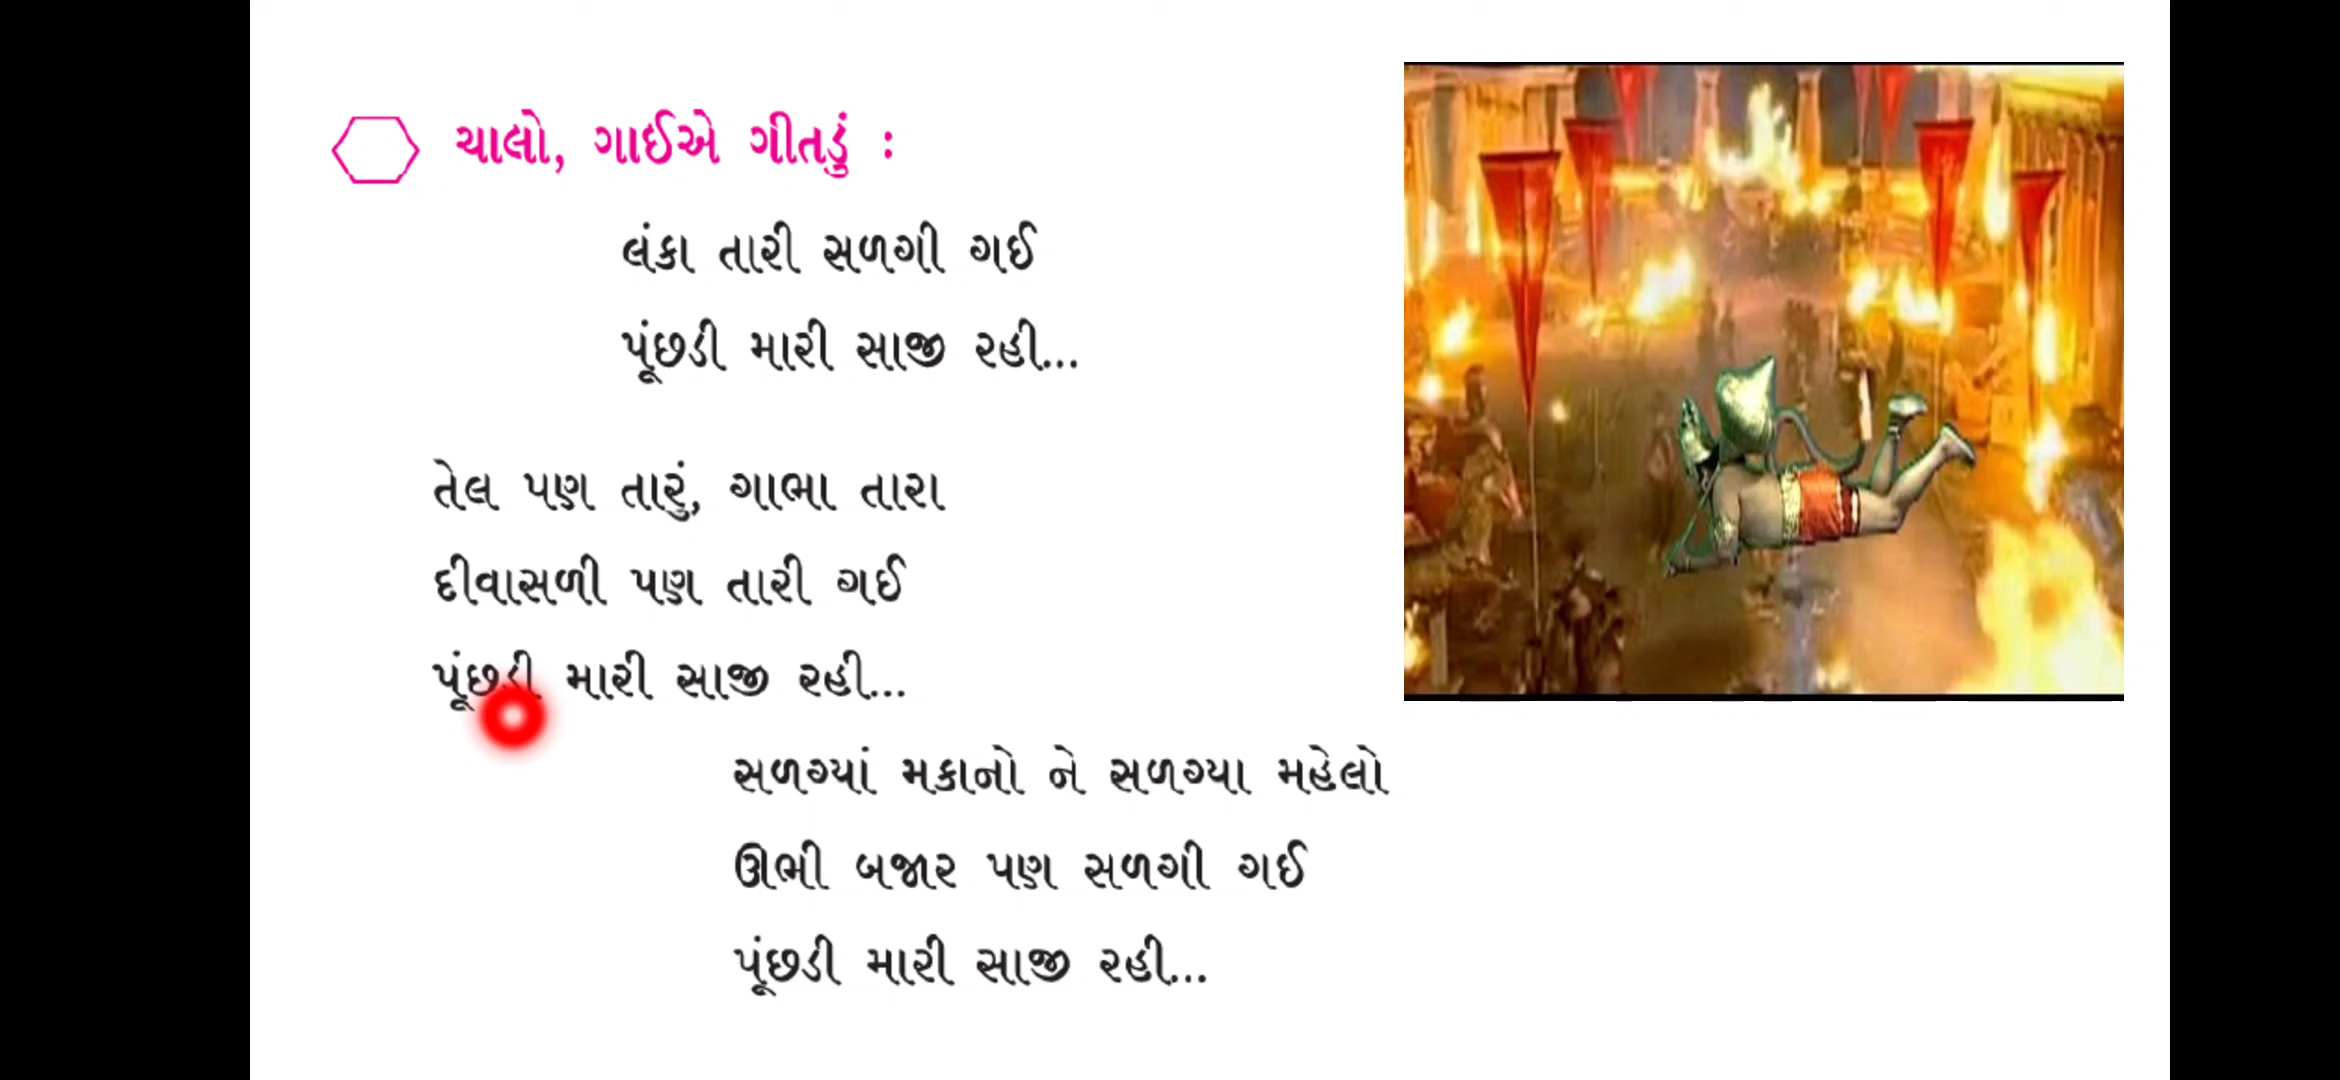 ચાલો, ગાઈએ ગીતડું :
લંકા તારી સળગી ગઈ
પૂંછડી મારી સાજી રહી...
તેલ પણ તારું, ગાભા તારા
દીવાસળી પણ તારી ગઈ
પૂંછડી મારી સાજી રહી...
સળગ્યાં મકાનો ને સળગ્યા મહેલો
ઊભી બજાર પણ સળગી ગઈ
પૂંછડી મારી સાજી રહી...